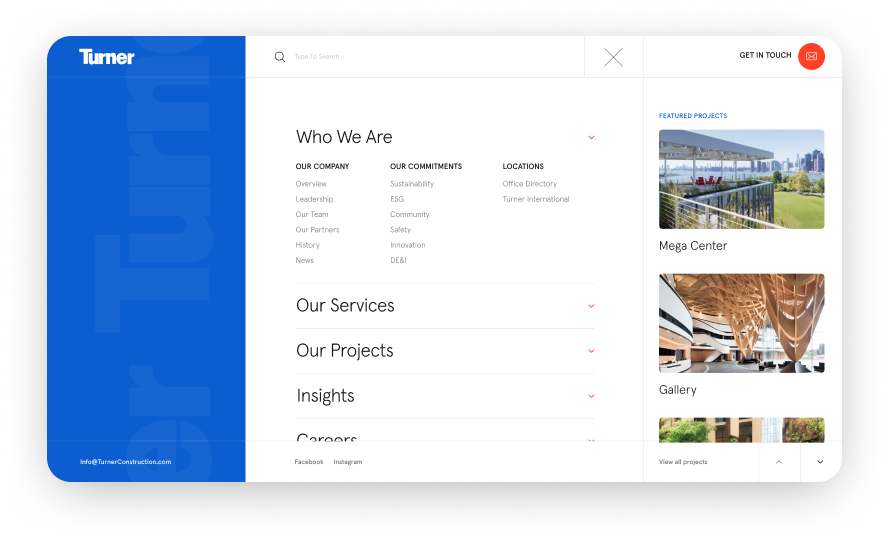 Turner
Type To Search
GET IN TOUCH
Turner
er
Who We Are
OUR COMPANY
Overview
Leadership
Our Team
Our Partners
History
News
OUR COMMITMENTS
Sustainability
ESG
Community
Safety
Innovation
DE&I
LOCATIONS
Office Directory
Turner International
Our Services
Our Projects
Insights
Careers
FEATURED PROJECTS
Mega Center
Gallery
Info@TurnerConstruction.com
Facebook Instagram
View all projects